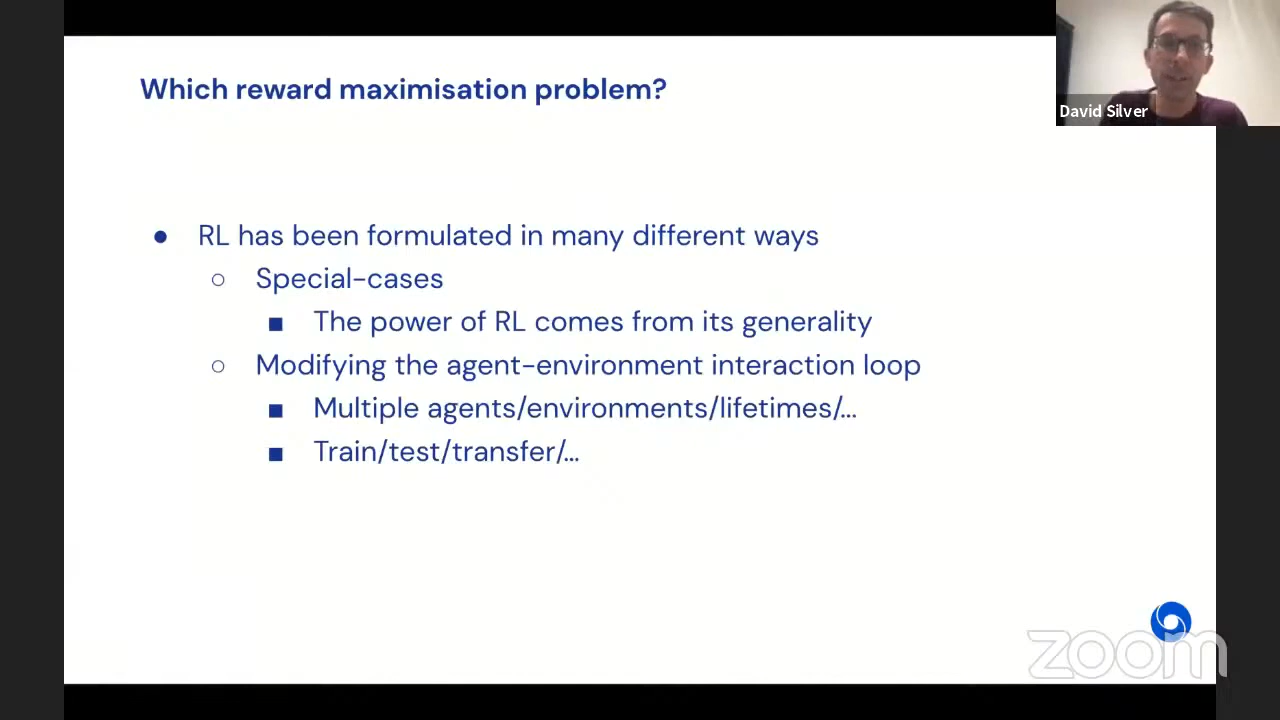 Which reward maximisation problem?
David Silver
● RL has been formulated in many different ways
○ Special-cases
■ The power of RL comes from its generality
○ Modifying the agent-environment interaction loop
■ Multiple agents/environments/lifetimes/...
■ Train/test/transfer/...
zoom